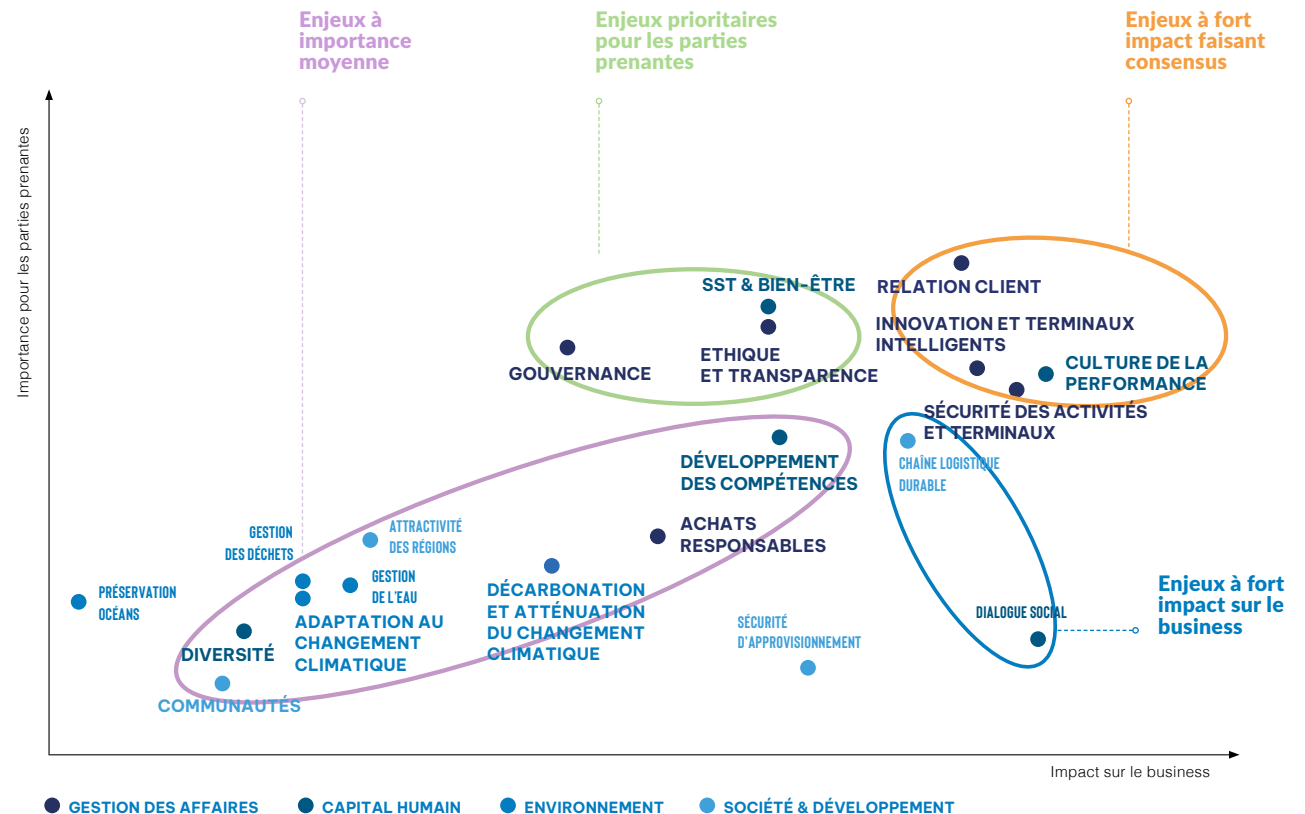 Enjeux à
importance
moyenne
Enjeux prioritaires
pour les parties
prenantes
Enjeux à fort
impact faisant
consensus
Importance pour les parties prenantes
SST & BIEN-ÊTRE
RELATION CLIENT
INNOVATION ET TERMINAUX
INTELLIGENTS
ETHIQUE
ET TRANSPARENCE
GOUVERNANCE
CULTURE DE LA
PERFORMANCE
SÉCURITÉ DES ACTIVITÉS
ET TERMINAUX
CHAÎNE LOGISTIQUE
DURABLE
DÉVELOPPEMENT
DES COMPÉTENCES
ACHATS
RESPONSABLES
ATTRACTIVITÉ
DES RÉGIONS
GESTION
DES DÉCHETS
GESTION
DE L'EAU
PRÉSERVATION
OCÉANS
DÉCARBONATION
ET ATTÉNUATION
DU CHANGEMENT
CLIMATIQUE
ADAPTATION AU
CHANGEMENT
CLIMATIQUE
DIVERSITÉ
COMMUNAUTÉS
SÉCURITÉ
D'APPROVISIONNEMENT
DIALOGUE SOCIAL
Enjeux à fort
impact sur le
business
Impact sur le business
GESTION DES AFFAIRES
CAPITAL HUMAIN
ENVIRONNEMENT
SOCIÉTÉ & DÉVELOPPEMENT